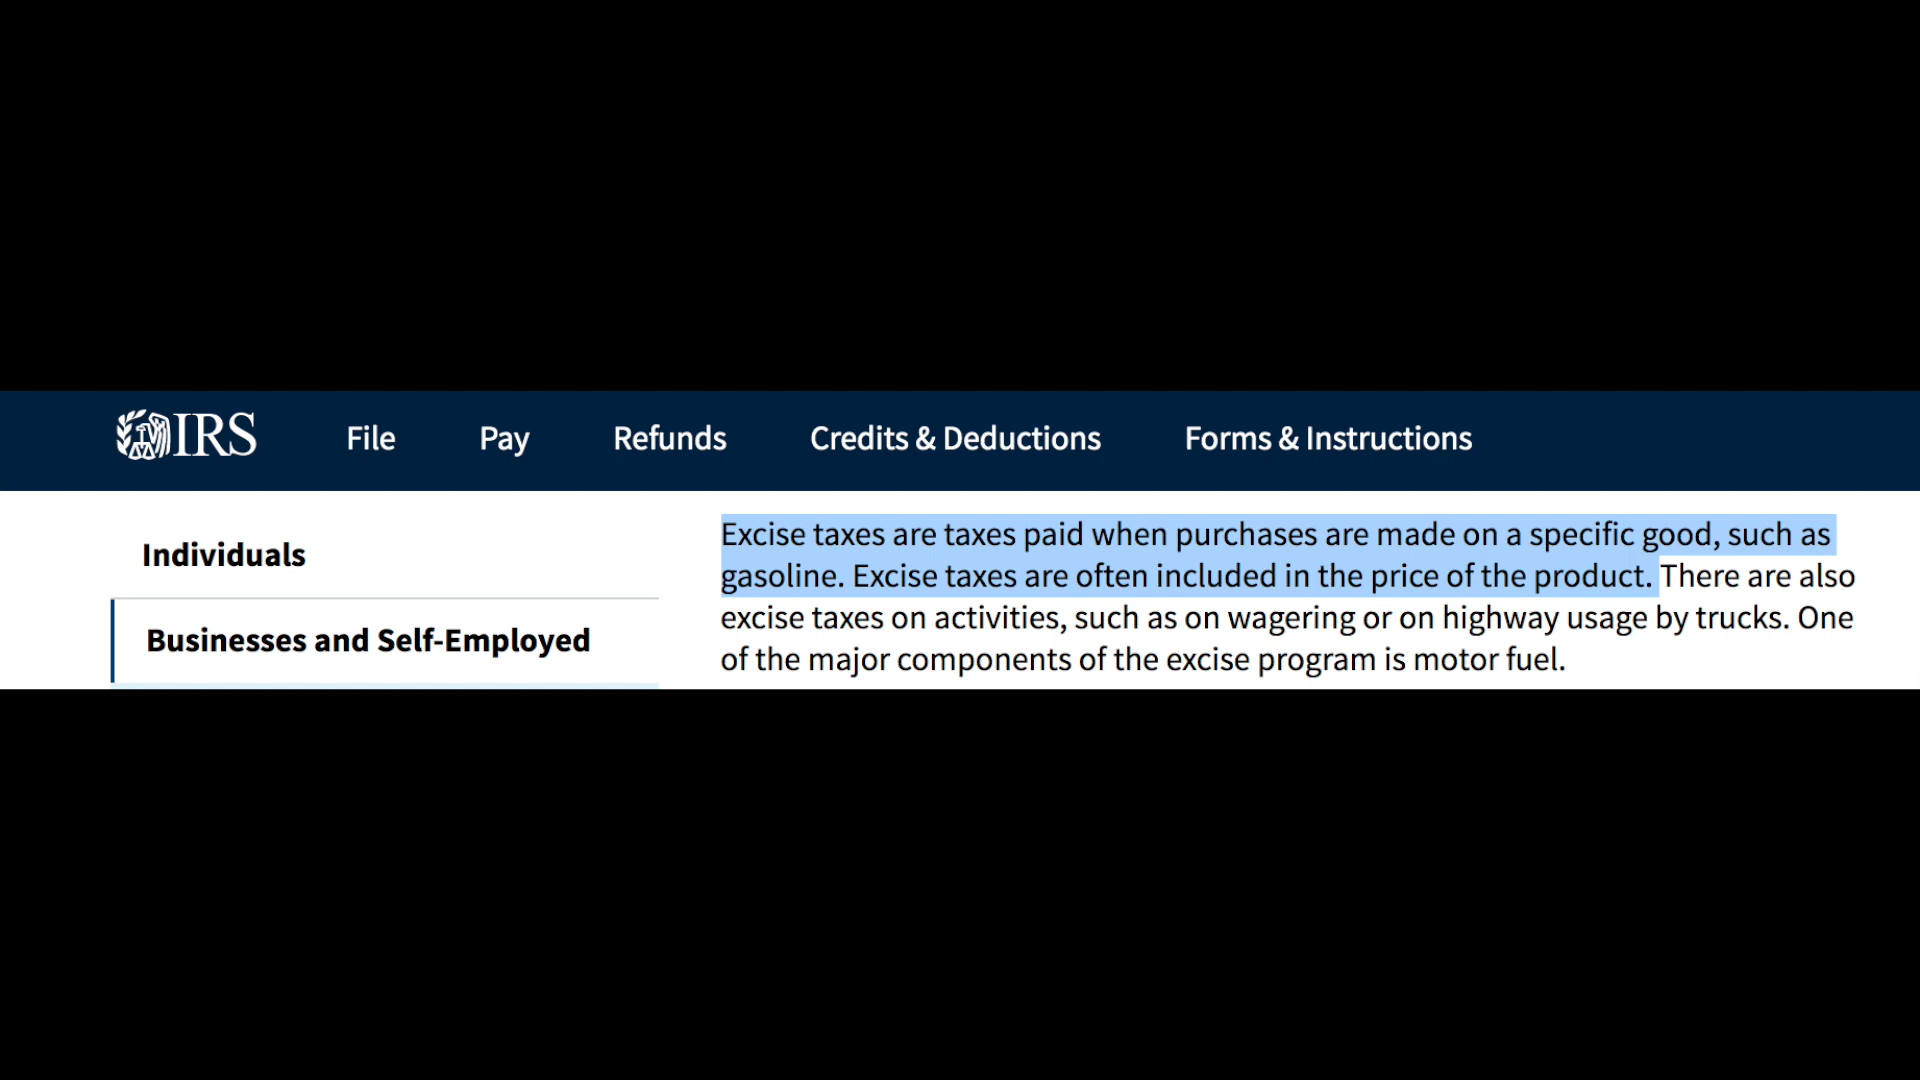 IRS File Pay Refunds Credits & Deductions Forms & Instructions
Individuals
Businesses and Self-Employed
Excise taxes are taxes paid when purchases are made on a specific good, such as
gasoline. Excise taxes are often included in the price of the product. There are also
excise taxes on activities, such as on wagering or on highway usage by trucks. One
of the major components of the excise program is motor fuel.